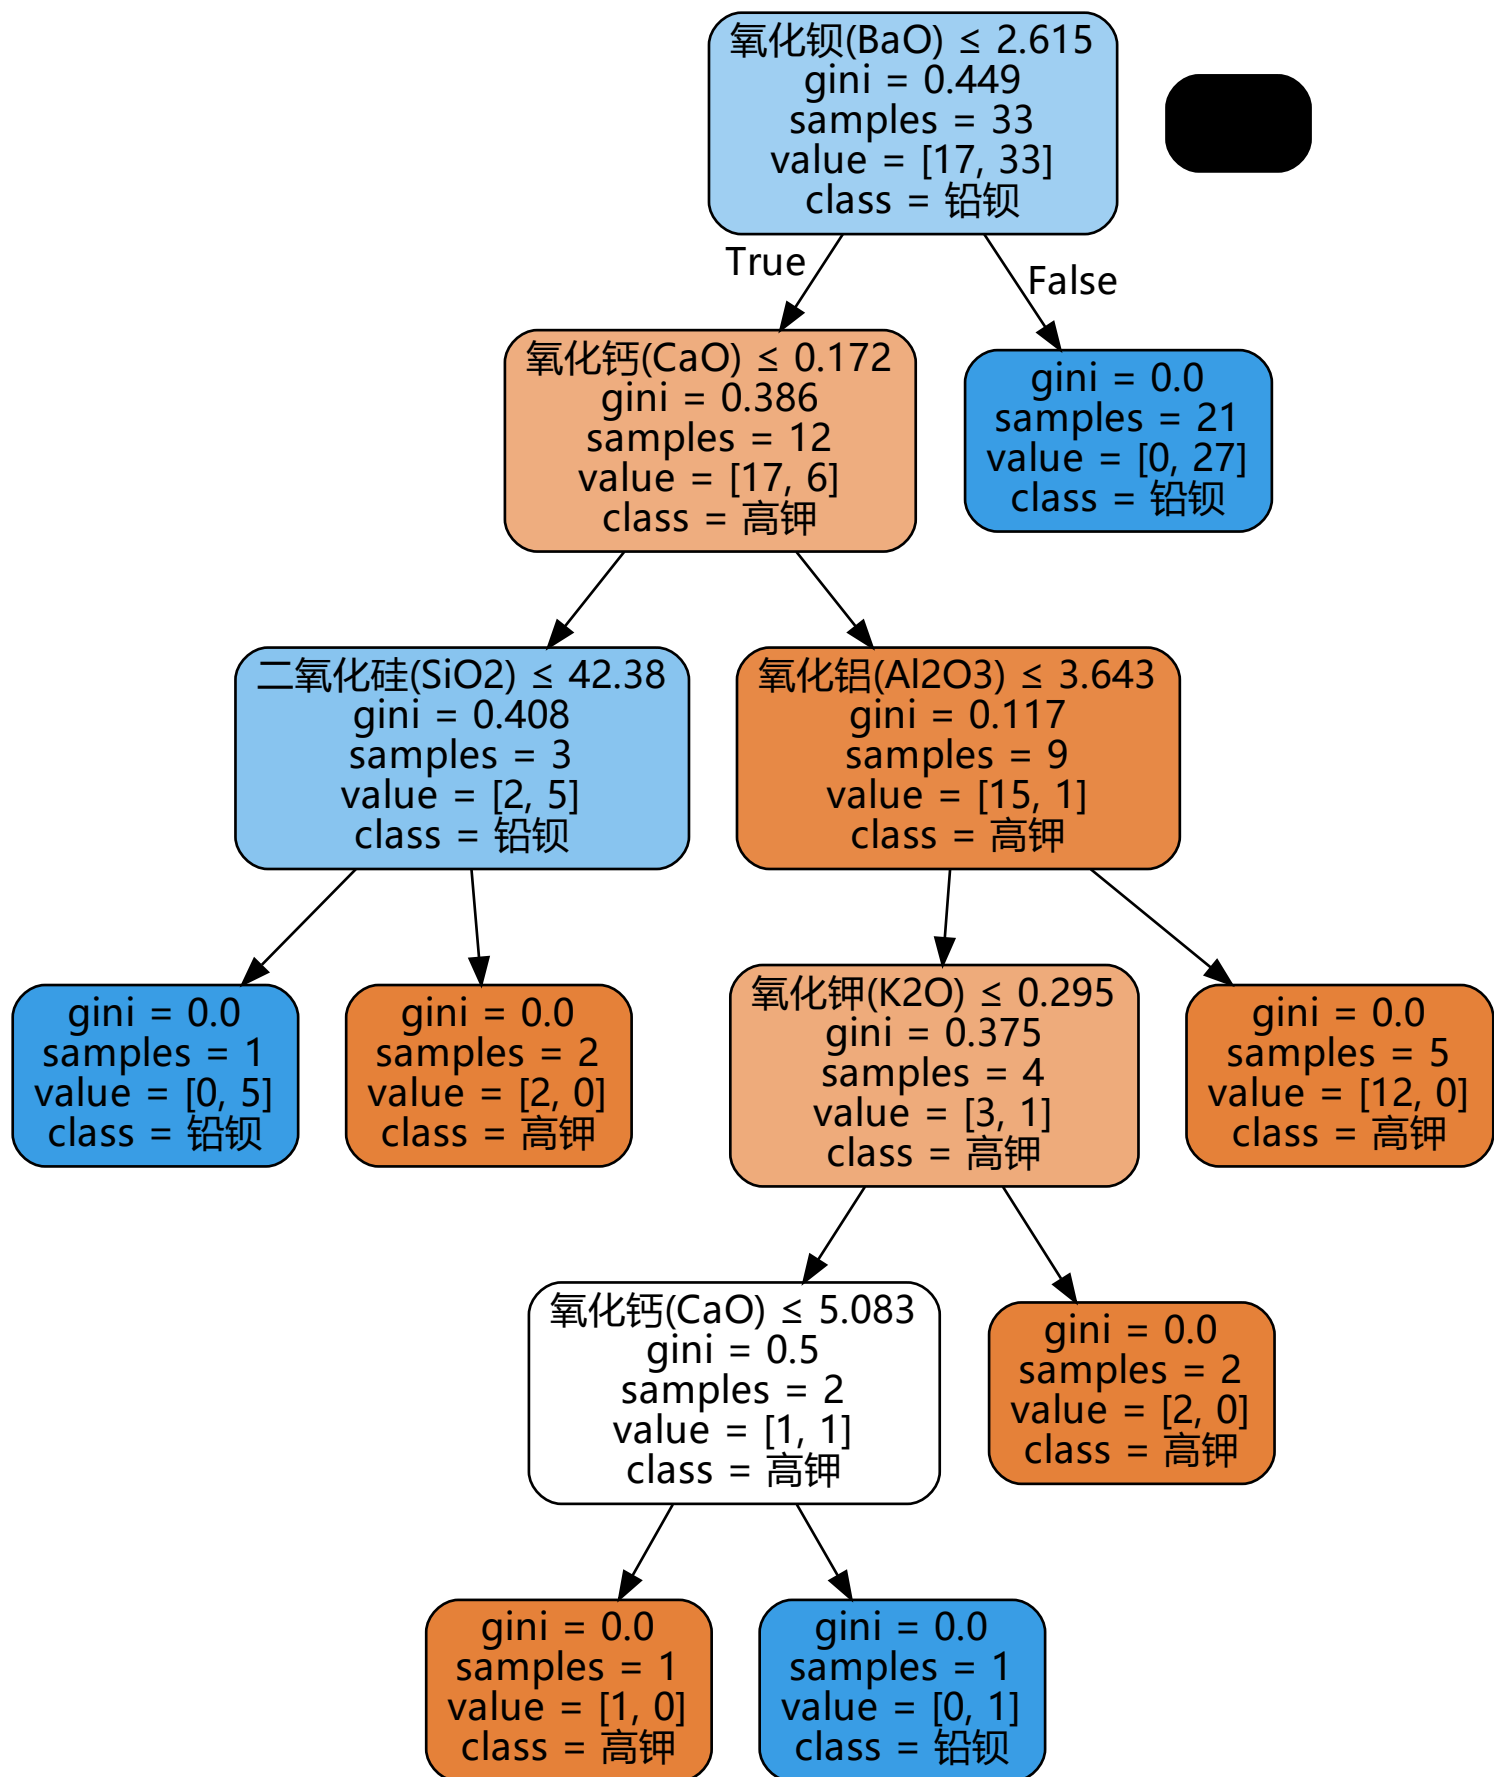 氧化钡(BaO) ≤ 2.615
gini = 0.449
samples = 33
value = [17, 33]
class = 铅钡
True
False
氧化钙(CaO) ≤ 0.172
gini = 0.386
samples = 12
value = [17, 6]
class = 高钾
gini = 0.0
samples = 21
value = [0, 27]
class = 铅钡
二氧化硅(SiO2) ≤ 42.38
gini = 0.408
samples = 3
value = [2, 5]
class = 铅钡
氧化铝(Al2O3) ≤ 3.643
gini = 0.117
samples = 9
value = [15, 1]
class = 高钾
gini = 0.0
samples = 1
value = [0, 5]
class = 铅钡
gini = 0.0
samples = 2
value = [2, 0]
class = 高钾
氧化钾(K2O) ≤ 0.295
gini = 0.375
samples = 4
value = [3, 1]
class = 高钾
gini = 0.0
samples = 5
value = [12, 0]
class = 高钾
氧化钙(CaO) ≤ 5.083
gini = 0.5
samples = 2
value = [1, 1]
class = 高钾
gini = 0.0
samples = 2
value = [2, 0]
class = 高钾
gini = 0.0
samples = 1
value = [1, 0]
class = 高钾
gini = 0.0
samples = 1
value = [0, 1]
class = 铅钡